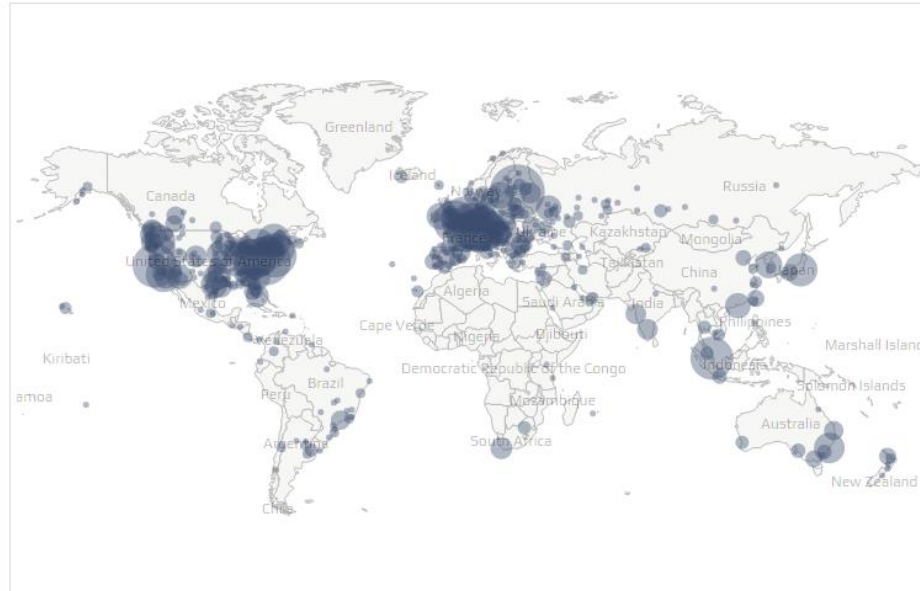 Greenland
Iceland
Canada
Norway
Russia
Ukraine
Kazakhstan
France
Mongolia
United States of America
Tajikistan
China
Japan
Mexico
Algeria
Saudi Arabia
India
Cape Verde
Nigeria
Djibouti
Philippines
Venezuela
Kiribati
Marshall Island
Democratic Republic of the Congo
Indonesia
Brazil
Peru
Solomon Islands
amoa
Mozambique
Australia
Argentina
South Africa
New Zealand
Chile